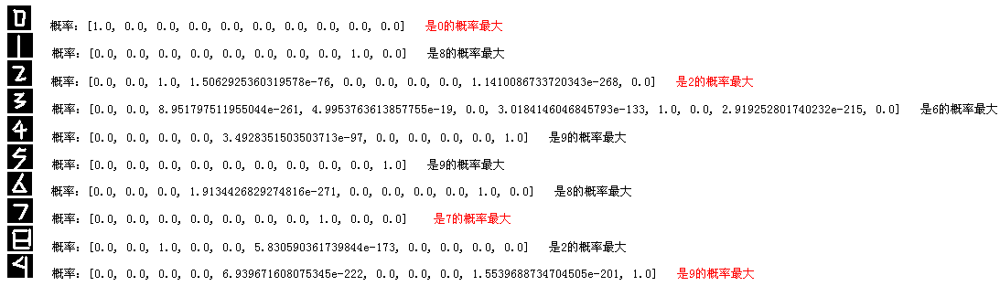 0 概率: [1.0, 0.0, 0.0, 0.0, 0.0, 0.0, 0.0, 0.0, 0.0, 0.0] 是0的概率最大
1 概率: [0.0, 0.0, 0.0, 0.0, 0.0, 0.0, 0.0, 0.0, 1.0, 0.0] 是8的概率最大
2 概率: [0.0, 0.0, 1.0, 1.5062925360319578e-76, 0.0, 0.0, 0.0, 0.0, 1.1410086733720343e-268, 0.0] 是2的概率最大
3 概率: [0.0, 0.0, 8.951797511955044e-261, 4.9953763613857755e-19, 0.0, 3.0184146046845793e-133, 1.0, 0.0, 2.919252801740232e-215, 0.0] 是6的概率最大
4 概率: [0.0, 0.0, 0.0, 0.0, 3.4928351503503713e-97, 0.0, 0.0, 0.0, 0.0, 1.0] 是9的概率最大
5 概率: [0.0, 0.0, 0.0, 0.0, 0.0, 0.0, 0.0, 0.0, 0.0, 1.0] 是9的概率最大
6 概率: [0.0, 0.0, 0.0, 1.9134426829274816e-271, 0.0, 0.0, 0.0, 0.0, 1.0, 0.0] 是8的概率最大
7 概率: [0.0, 0.0, 0.0, 0.0, 0.0, 0.0, 0.0, 1.0, 0.0, 0.0] 是7的概率最大
8 概率: [0.0, 0.0, 1.0, 0.0, 0.0, 5.830590361739844e-173, 0.0, 0.0, 0.0, 0.0] 是2的概率最大
9 概率: [0.0, 0.0, 0.0, 0.0, 6.939671608075345e-222, 0.0, 0.0, 0.0, 1.5539688734704505e-201, 1.0] 是9的概率最大